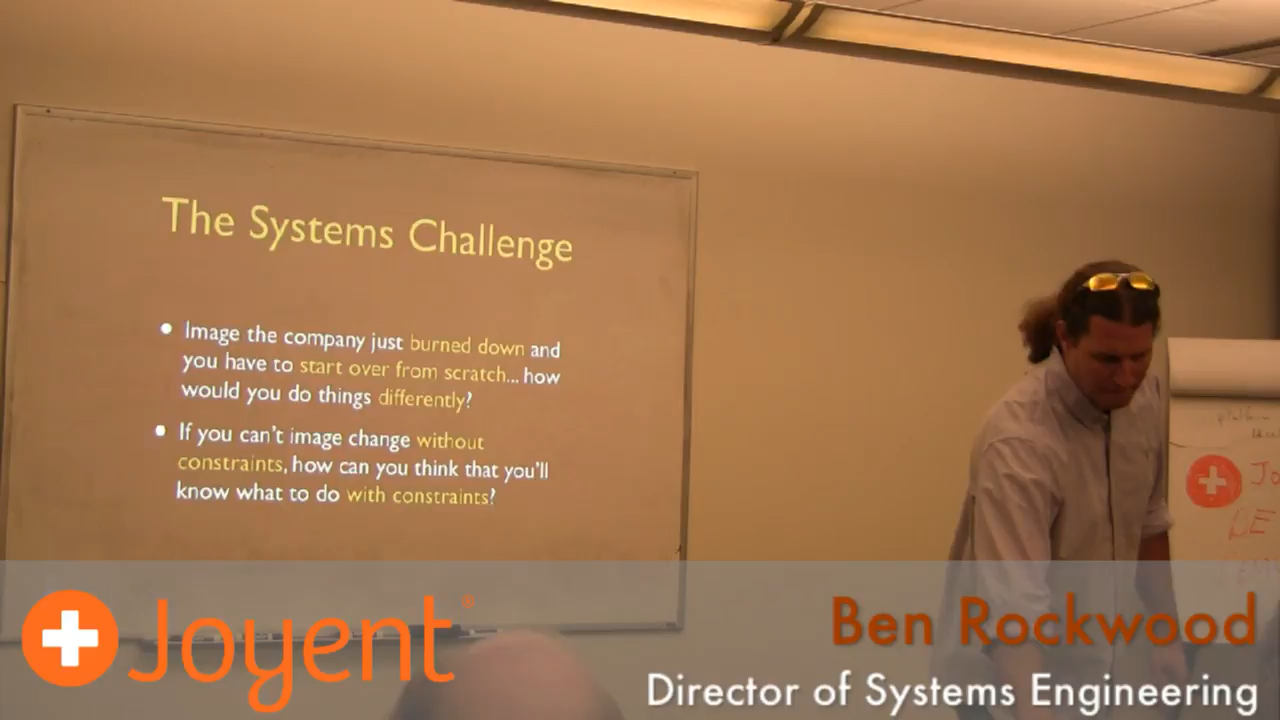 The Systems Challenge
• Image the company just burned down and
you have to start over from scratch... how
would you do things differently?
• If you can't image change without
constraints, how can you think that you'll
know what to do with constraints?
Joyent®
Ben Rockwood
Director of Systems Engineering